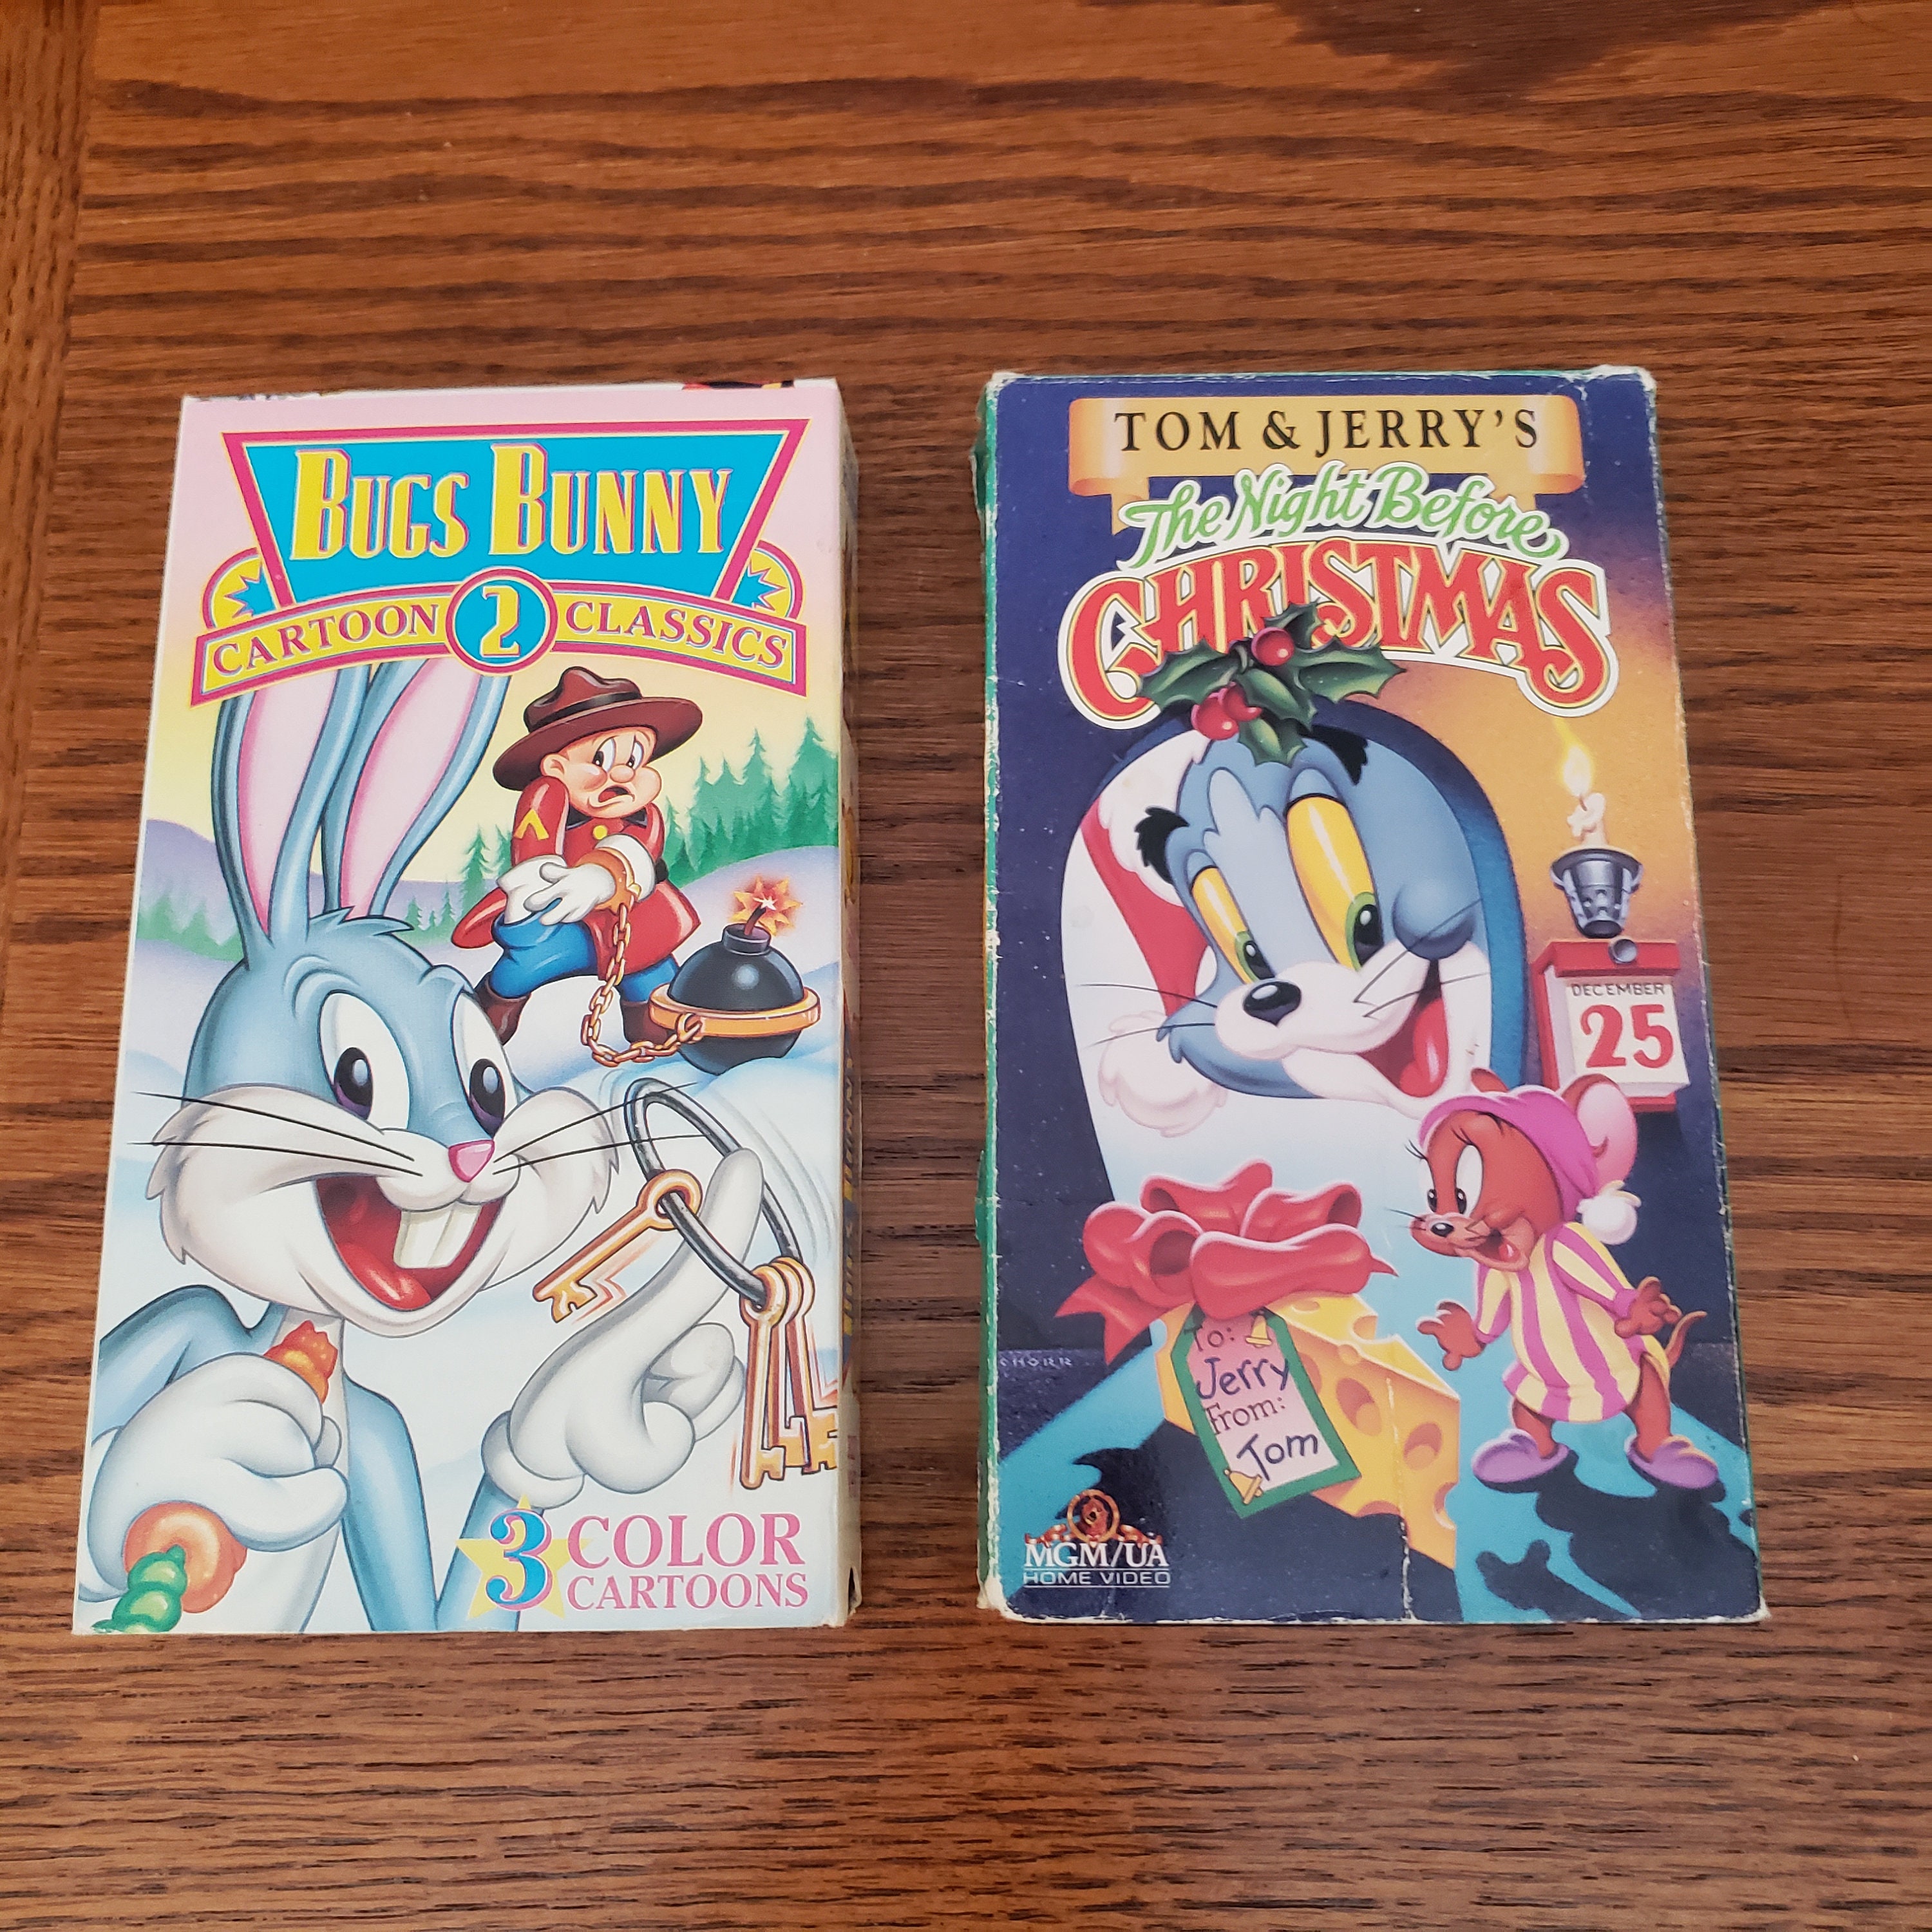 BUGS BUNNY
CARTOON 2 CLASSICS
3 COLOR
CARTOONS
TOM & JERRY'S
The Night Before
CHRISTMAS
DECEMBER
25
To:
Jerry
From:
Tom
MGM/UA
HOME VIDEO